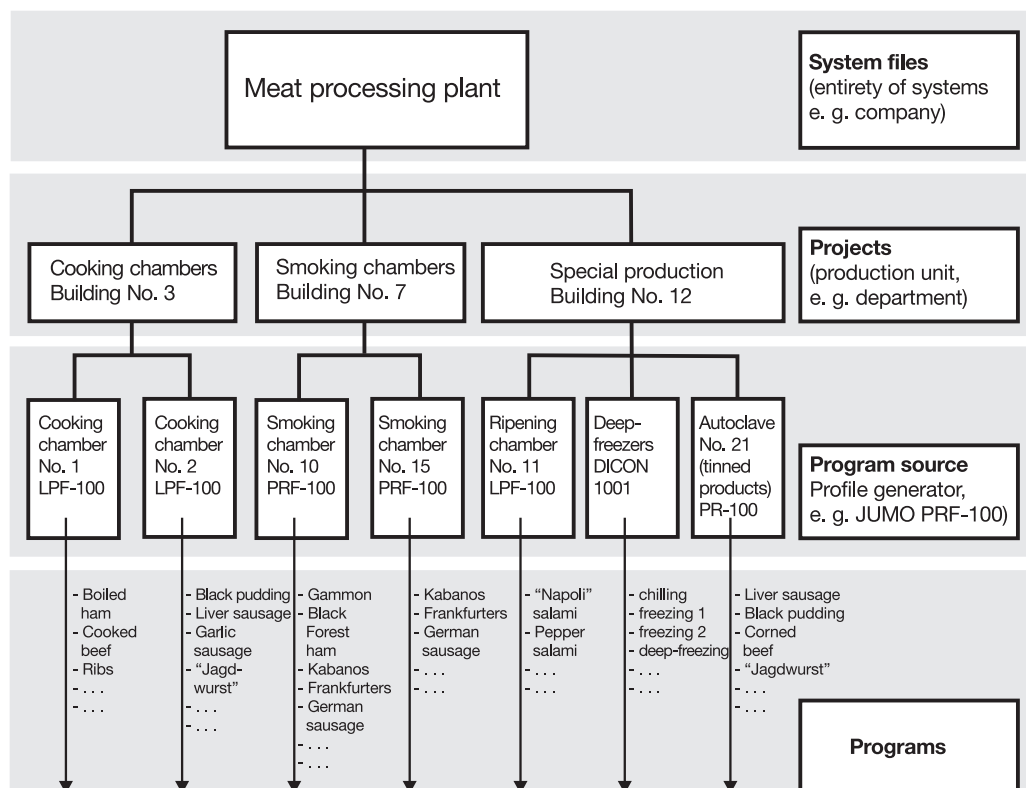 Meat processing plant
System files
(entirety of systems
e. g. company)
Cooking chambers
Building No. 3
Smoking chambers
Building No. 7
Special production
Building No. 12
Projects
(production unit,
e. g. department)
Cooking
chamber
No. 1
LPF-100
Cooking
chamber
No. 2
LPF-100
Smoking
chamber
No. 10
PRF-100
Smoking
chamber
No. 15
PRF-100
Ripening
chamber
No. 11
LPF-100
Deep-
freezers
DICON
1001
Autoclave
No. 21
(tinned
products)
PR-100
Program source
Profile generator,
e. g. JUMO PRF-100)
- Boiled
ham
- Cooked
beef
- Ribs
- . . .
- . . .
- Black pudding
- Liver sausage
- Garlic
sausage
- “Jagd-
wurst”
- . . .
- . . .
- Gammon
- Black
Forest
ham
- Kabanos
- Frankfurters
- German
sausage
- . . .
- . . .
- Kabanos
- Frankfurters
- German
sausage
- . . .
- . . .
- “Napoli”
salami
- Pepper
salami
- . . .
- . . .
- chilling
- freezing 1
- freezing 2
- deep-freezing
- . . .
- . . .
- Liver sausage
- Black pudding
- Corned
beef
- “Jagdwurst”
- . . .
- . . .
Programs